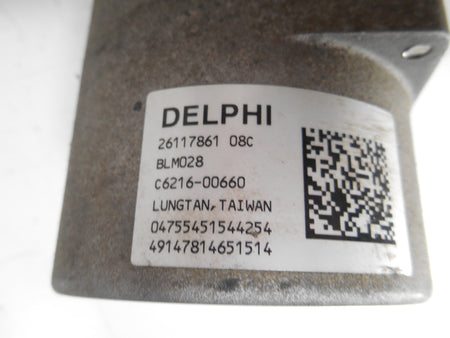 DELPHI
26117861 08C
BLM028
C6216-00660
LUNGTAN,TAIWAN
04755451544254
49147814651514